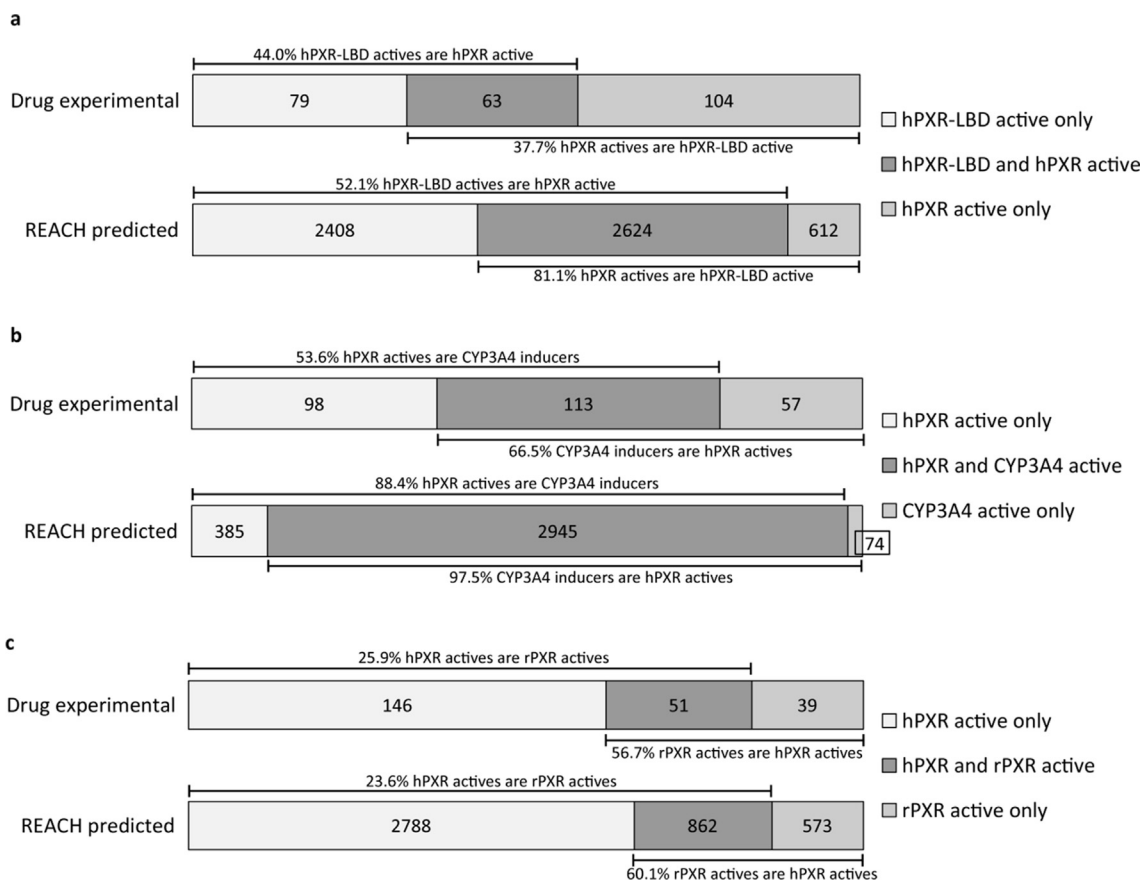 a
44.0% hPXR-LBD actives are hPXR active
Drug experimental
79
63
104
37.7% hPXR actives are hPXR-LBD active
52.1% hPXR-LBD actives are hPXR active
REACH predicted
2408
2624
612
81.1% hPXR actives are hPXR-LBD active
hPXR-LBD active only
hPXR-LBD and hPXR active
hPXR active only
b
53.6% hPXR actives are CYP3A4 inducers
Drug experimental
98
113
57
66.5% CYP3A4 inducers are hPXR actives
88.4% hPXR actives are CYP3A4 inducers
REACH predicted
385
2945
74
97.5% CYP3A4 inducers are hPXR actives
hPXR active only
hPXR and CYP3A4 active
CYP3A4 active only
c
25.9% hPXR actives are rPXR actives
Drug experimental
146
51
39
56.7% rPXR actives are hPXR actives
23.6% hPXR actives are rPXR actives
REACH predicted
2788
862
573
60.1% rPXR actives are hPXR actives
hPXR active only
hPXR and rPXR active
rPXR active only